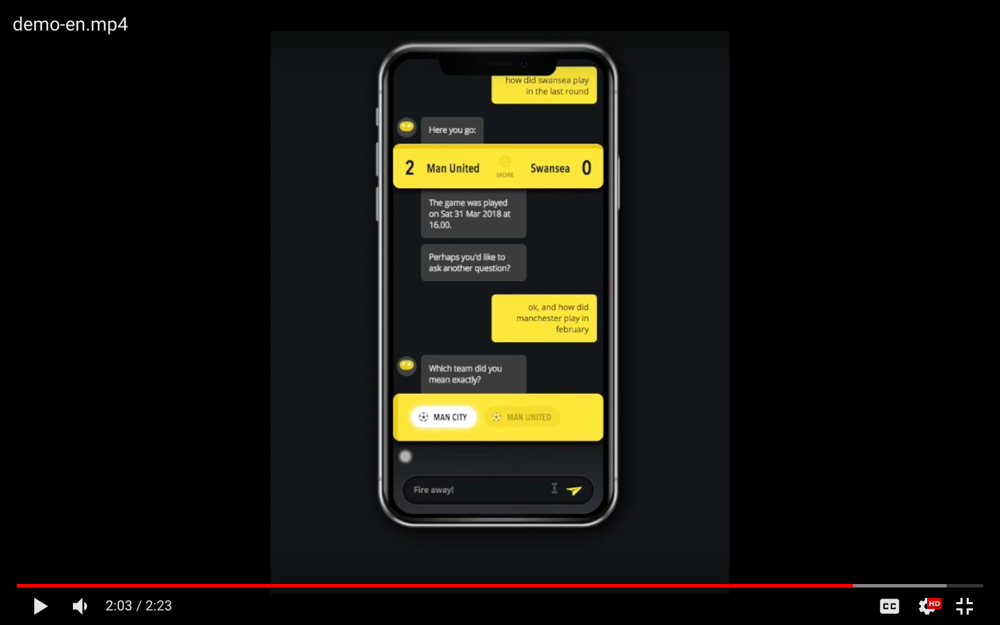 demo-en.mp4
how did swansea play
in the last round
Here you go:
2 Man United MORE Swansea 0
The game was played
on Sat 31 Mar 2018 at
16.00.
Perhaps you'd like to
ask another question?
ok, and how did
manchester play in
february
Which team did you
mean exactly?
MAN CITY MAN UNITED
Fire away!
2:03 / 2:23 CC HD